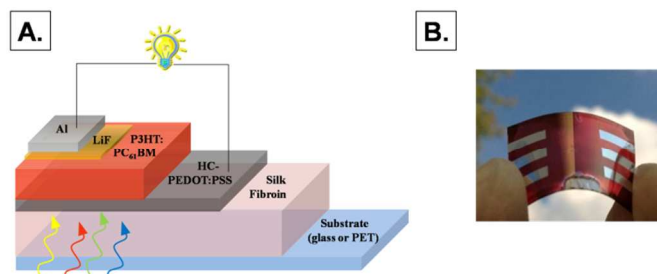 A.
B.
Al
LiF
P3HT:
PC₆₁BM
HC-
PEDOT:PSS
Silk
Fibroin
Substrate
(glass or PET)